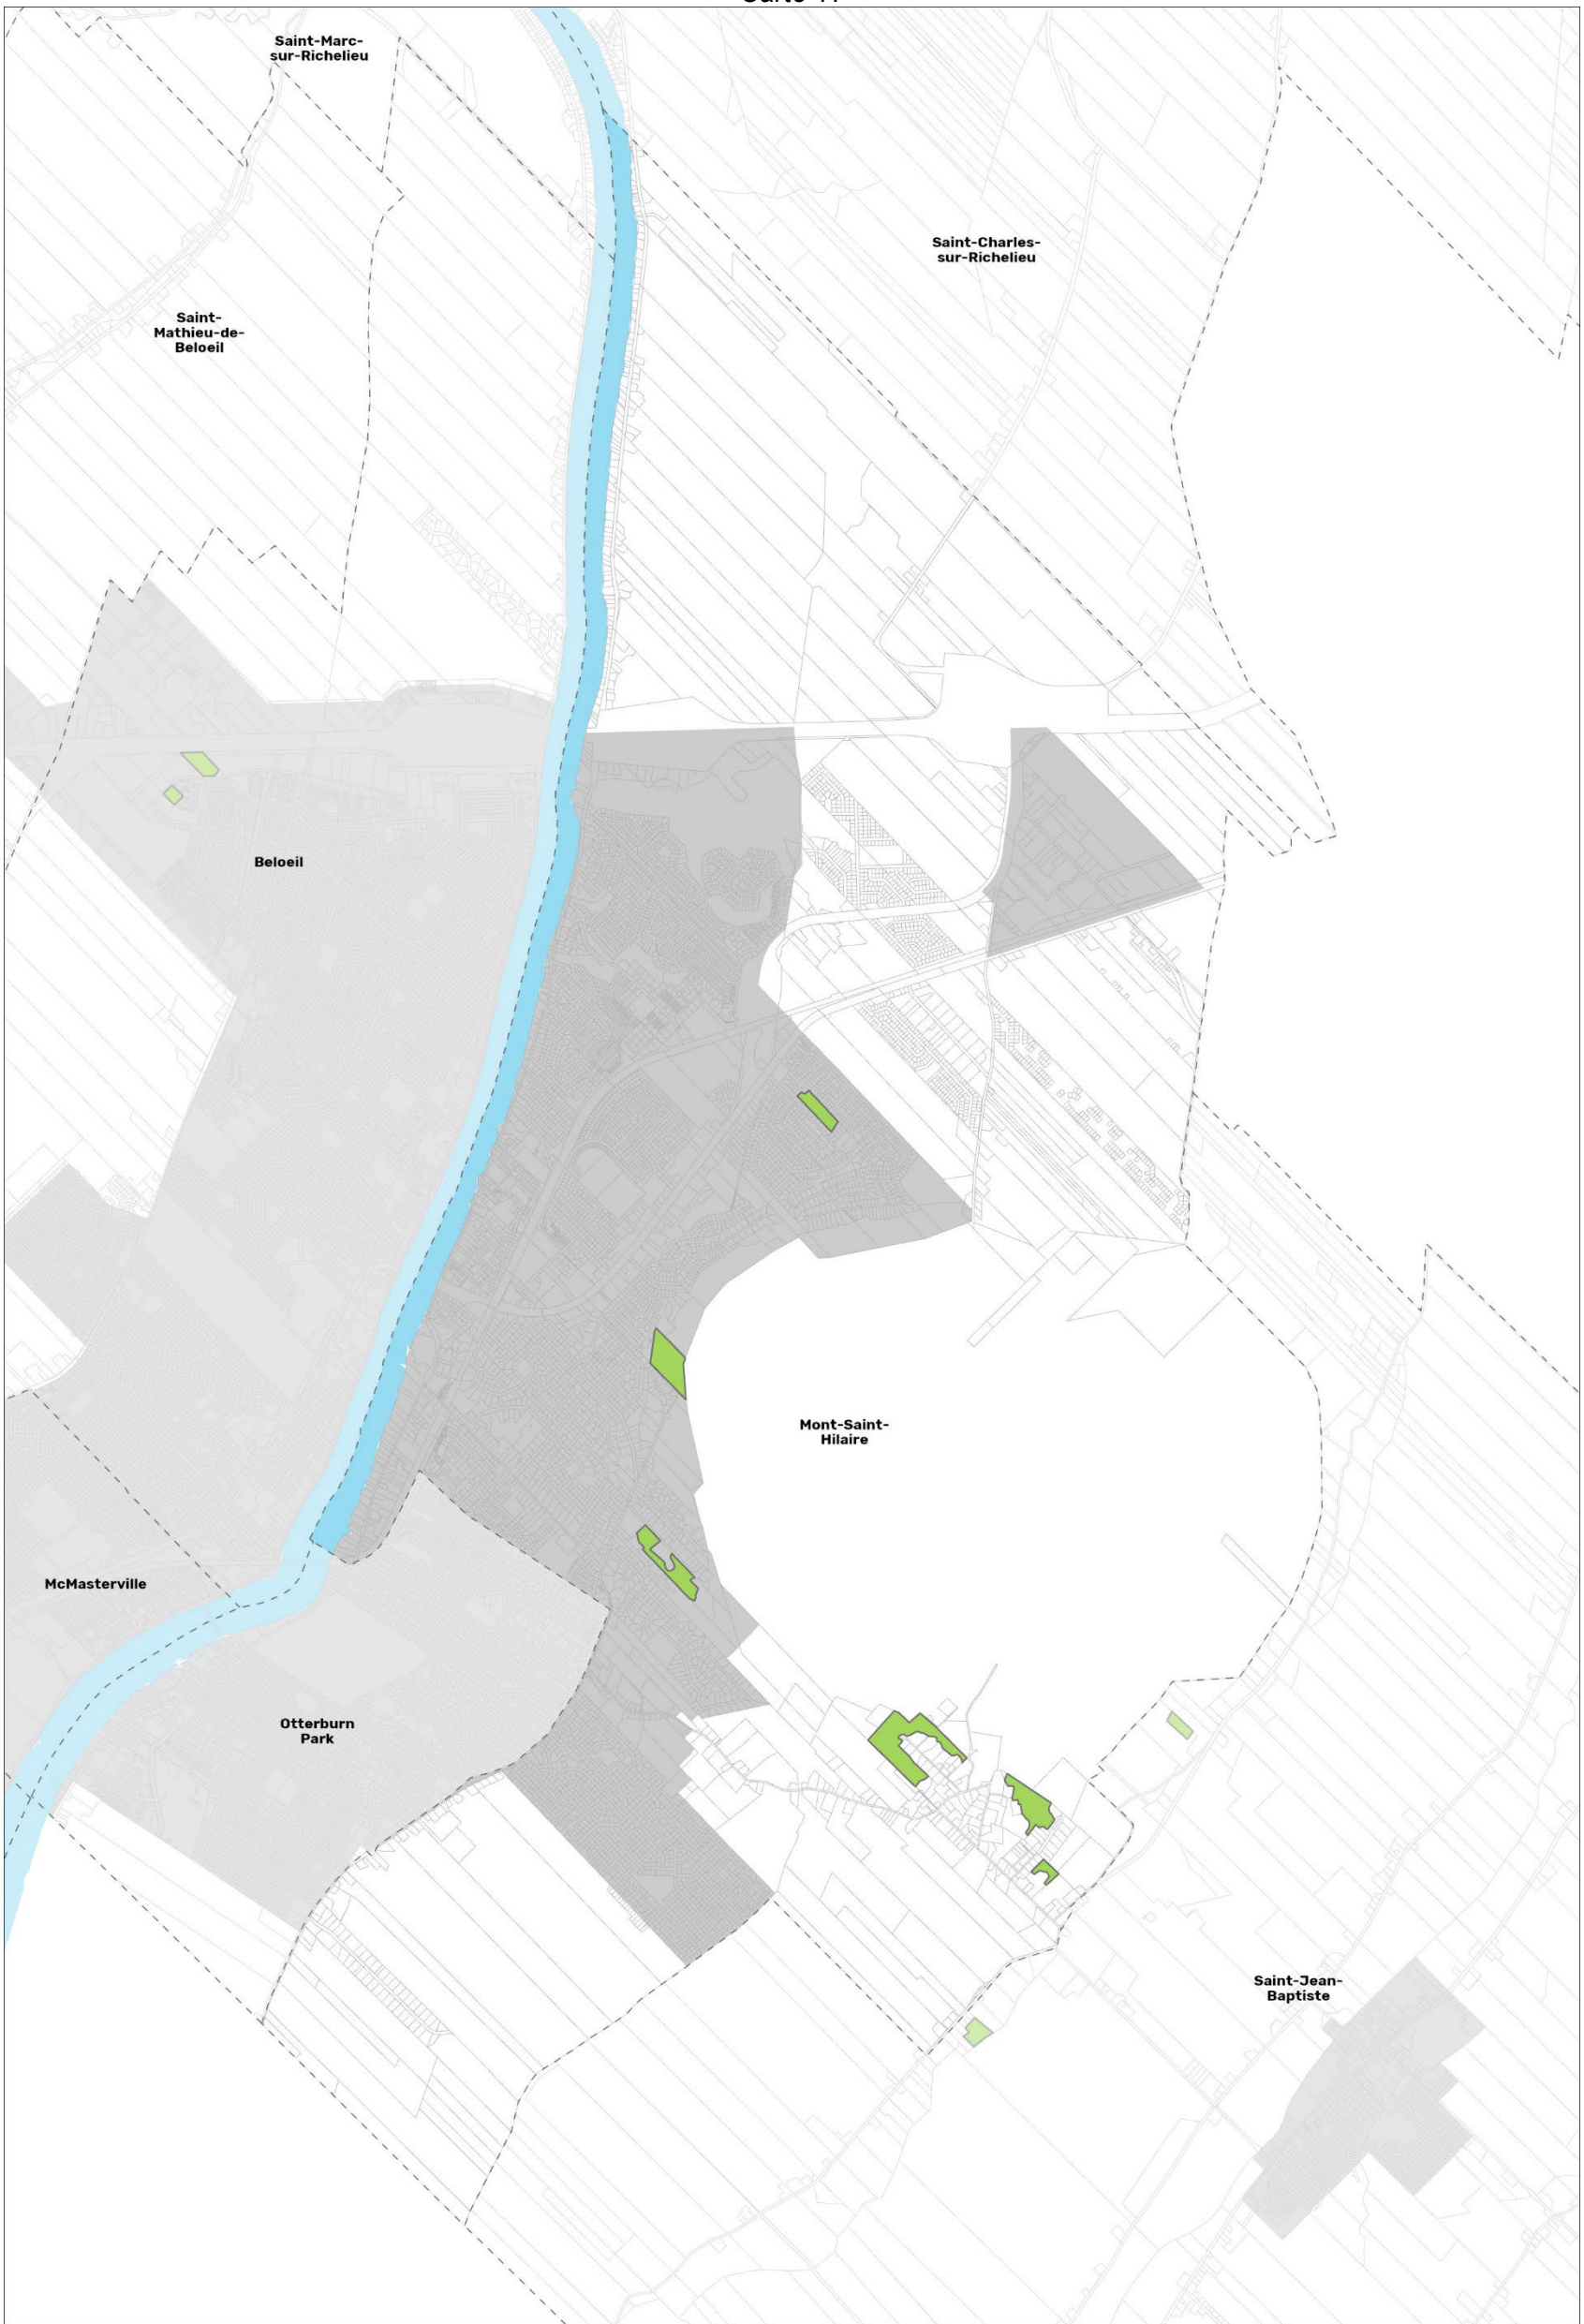 Saint-Marc-
sur-Richelieu
Saint-Charles-
sur-Richelieu
Saint-
Mathieu-de-
Beloeil
Beloeil
Mont-Saint-
Hilaire
McMasterville
Otterburn
Park
Saint-Jean-
Baptiste